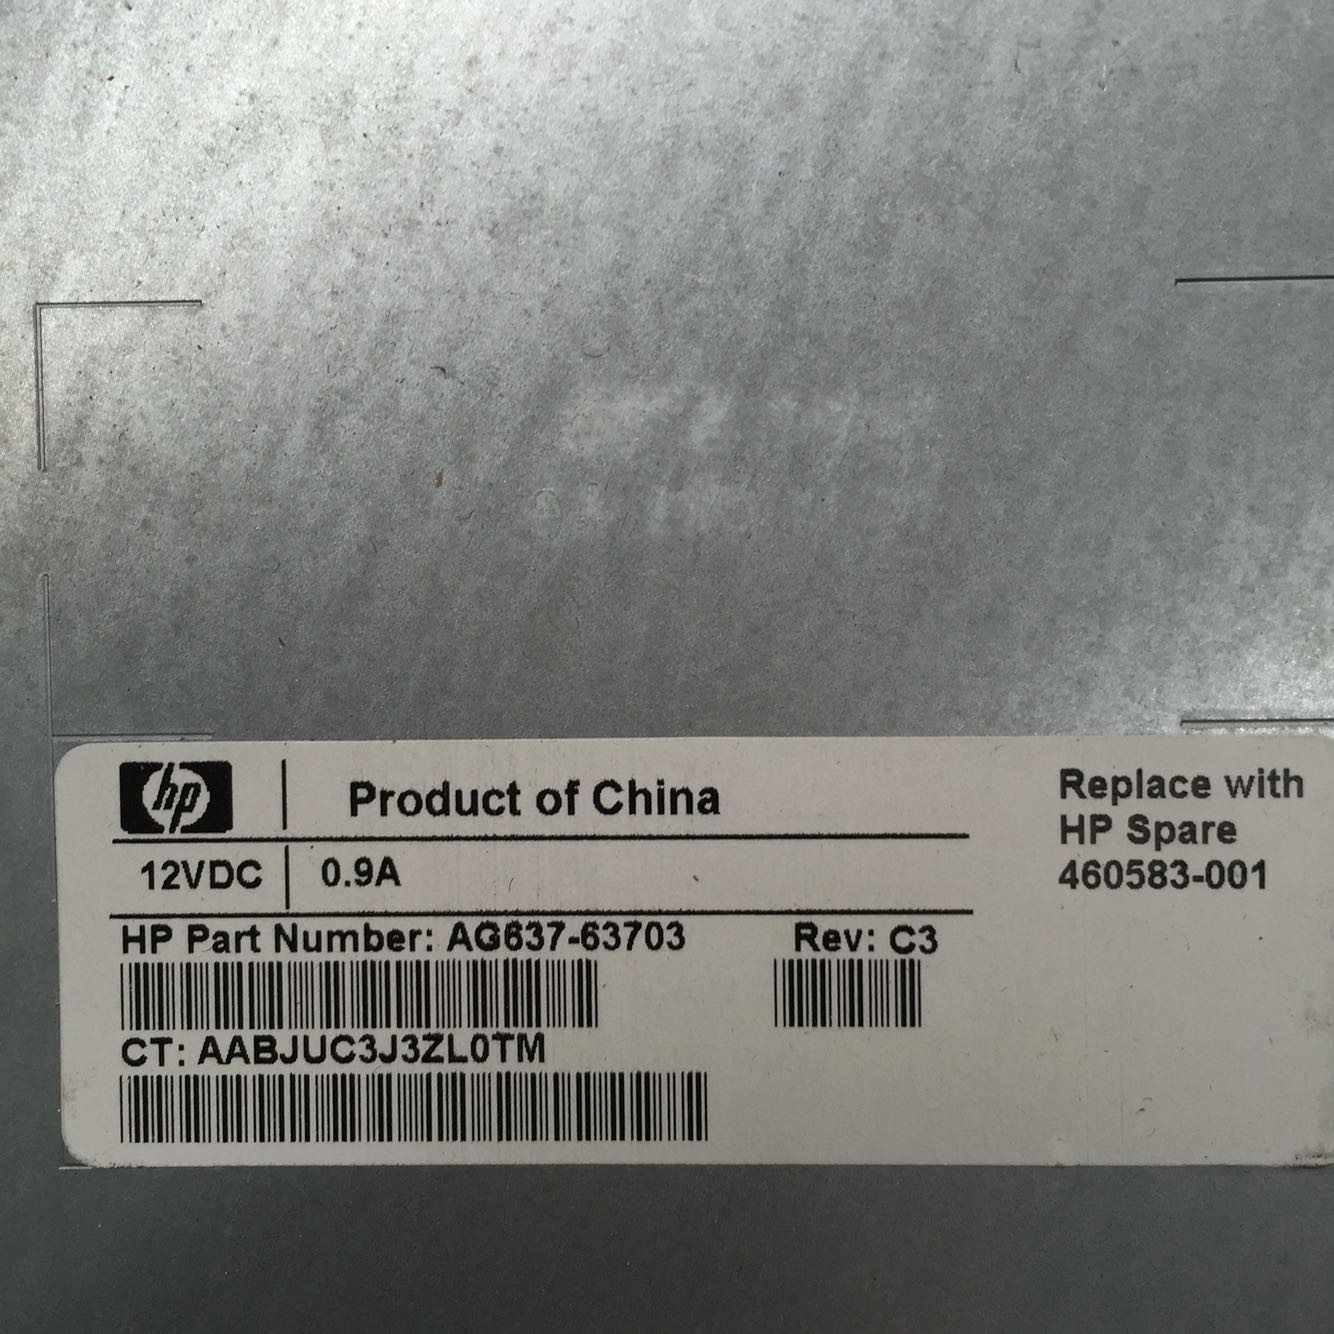 hp Product of China
12VDC 0.9A
HP Part Number: AG637-63703 Rev: C3
CT: AABJUC3J3ZL0TM
Replace with
HP Spare
460583-001